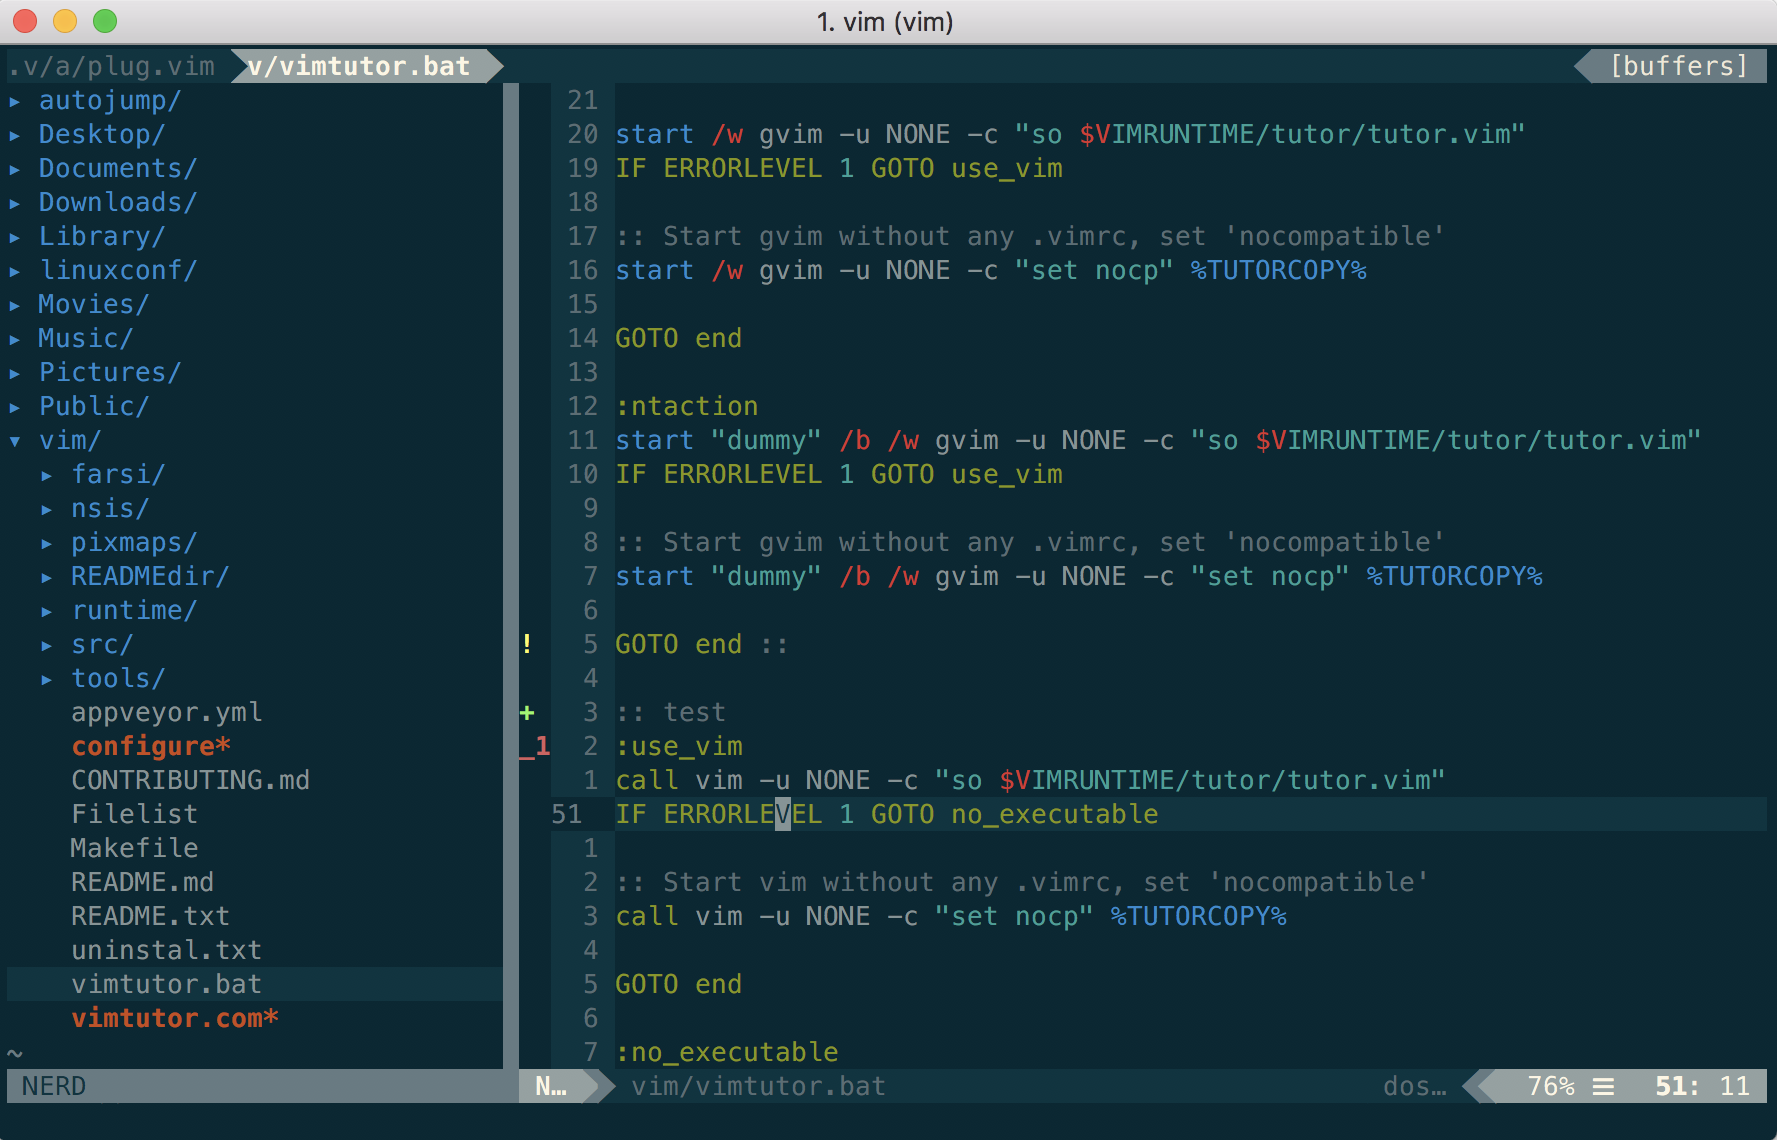 1. vim (vim)
.v/a/plug.vim v/vimtutor.bat [buffers]
▸ autojump/
▸ Desktop/
▸ Documents/
▸ Downloads/
▸ Library/
▸ linuxconf/
▸ Movies/
▸ Music/
▸ Pictures/
▸ Public/
▾ vim/
▸ farsi/
▸ nsis/
▸ pixmaps/
▸ READMEdir/
▸ runtime/
▸ src/
▸ tools/
appveyor.yml
configure*
CONTRIBUTING.md
Filelist
Makefile
README.md
README.txt
uninstal.txt
vimtutor.bat
vimtutor.com*
~
NERD
21
20 start /w gvim -u NONE -c "so $VIMRUNTIME/tutor/tutor.vim"
19 IF ERRORLEVEL 1 GOTO use_vim
18
17 :: Start gvim without any .vimrc, set 'nocompatible'
16 start /w gvim -u NONE -c "set nocp" %TUTORCOPY%
15
14 GOTO end
13
12 :ntaction
11 start "dummy" /b /w gvim -u NONE -c "so $VIMRUNTIME/tutor/tutor.vim"
10 IF ERRORLEVEL 1 GOTO use_vim
9
8 :: Start gvim without any .vimrc, set 'nocompatible'
7 start "dummy" /b /w gvim -u NONE -c "set nocp" %TUTORCOPY%
6
! 5 GOTO end ::
4
+ 3 :: test
_1 2 :use_vim
1 call vim -u NONE -c "so $VIMRUNTIME/tutor/tutor.vim"
51 IF ERRORLEVEL 1 GOTO no_executable
1
2 :: Start vim without any .vimrc, set 'nocompatible'
3 call vim -u NONE -c "set nocp" %TUTORCOPY%
4
5 GOTO end
6
7 :no_executable
N… vim/vimtutor.bat dos… 76% ☰ 51: 11